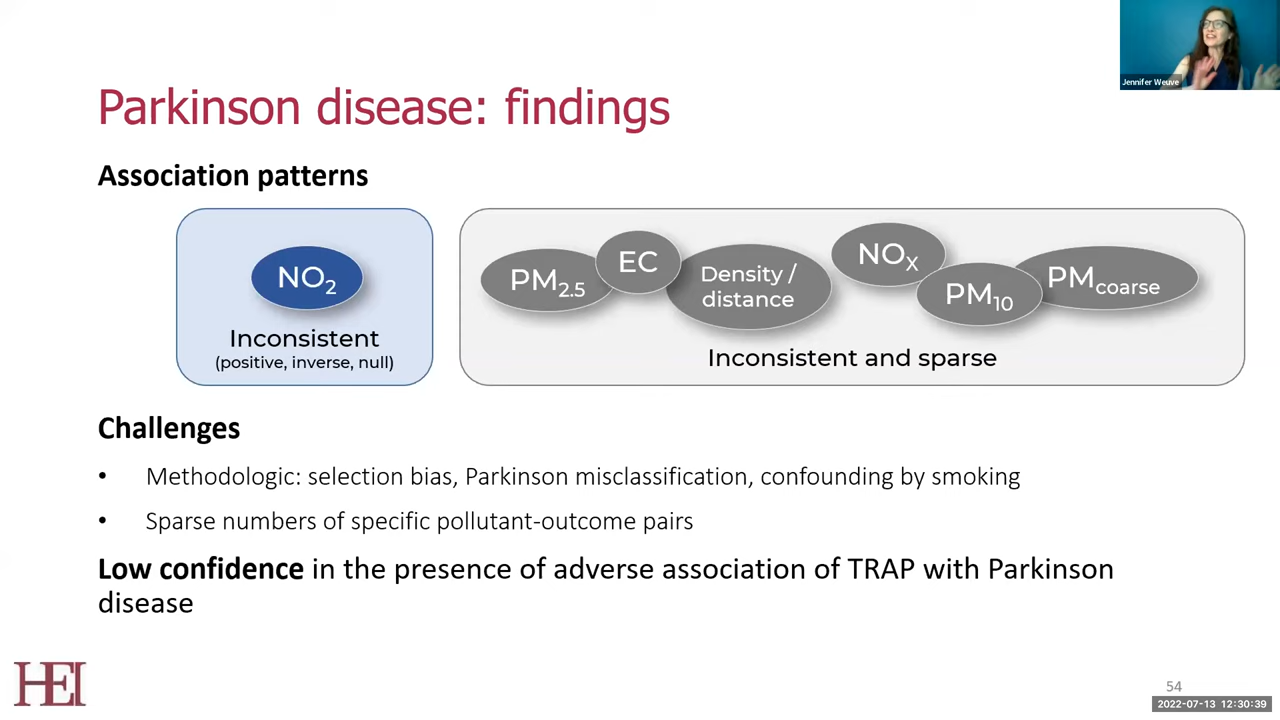 Jennifer Weuve
Parkinson disease: findings
Association patterns
NO2
Inconsistent
(positive, inverse, null)
PM2.5
EC
Density /
distance
NOX
PM10
PMcoarse
Inconsistent and sparse
Challenges
• Methodologic: selection bias, Parkinson misclassification, confounding by smoking
• Sparse numbers of specific pollutant-outcome pairs
Low confidence in the presence of adverse association of TRAP with Parkinson
disease
HEI
54
2022-07-13 12:30:39